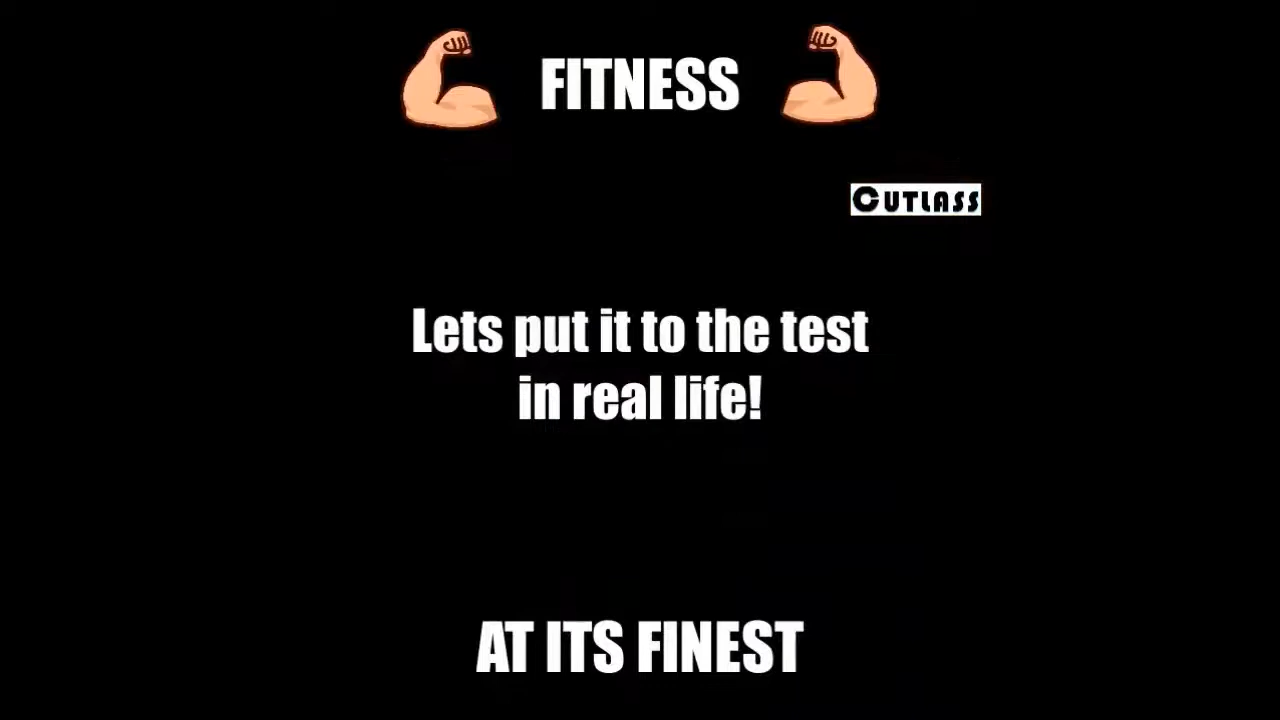 FITNESS
CUTLASS
Lets put it to the test
in real life!
AT ITS FINEST